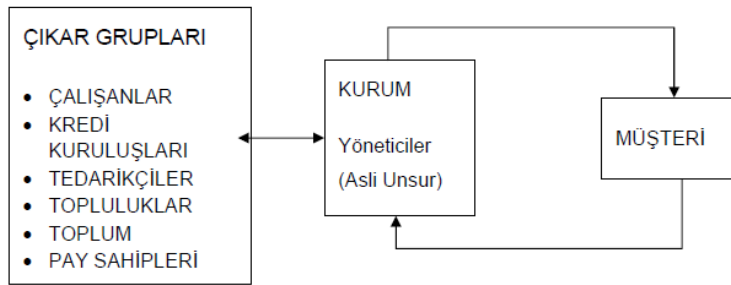 ÇIKAR GRUPLARI
• ÇALIŞANLAR
• KREDİ
KURULUŞLARI
• TEDARİKÇİLER
• TOPLULUKLAR
• TOPLUM
• PAY SAHİPLERİ
KURUM
Yöneticiler
(Asli Unsur)
MÜŞTERİ